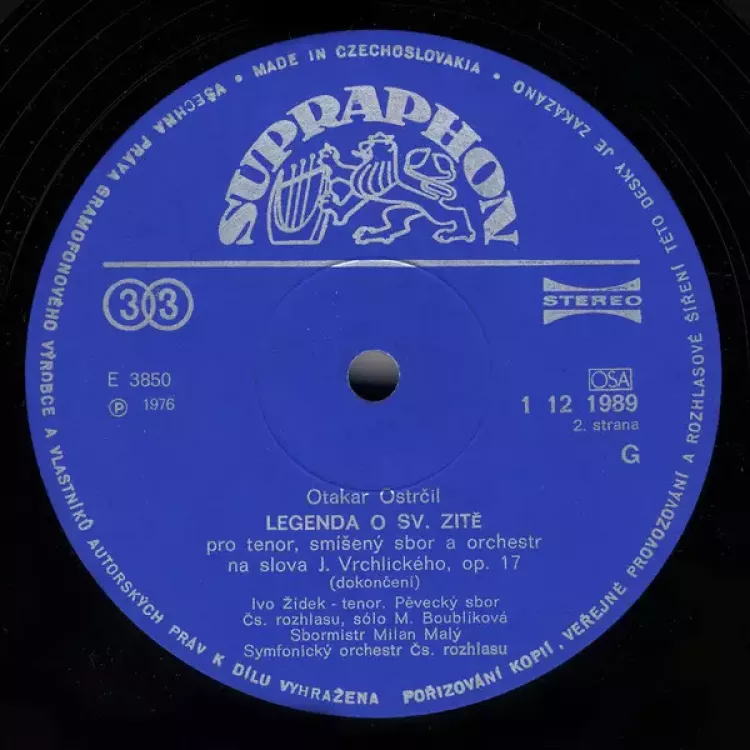 • MADE IN CZECHOSLOVAKIA •
SUPRAPHON
33
STEREO
E 3850
Ⓟ 1976
OSA
1 12 1989
2. strana
G
Otakar Ostrčil
LEGENDA O SV. ZITĚ
pro tenor, smíšený sbor a orchestr
na slova J. Vrchlického, op. 17
(dokončení)
Ivo Žídek - tenor. Pěvecký sbor
Čs. rozhlasu, sólo M. Boublíková
Sbormistr Milan Malý
Symfonický orchestr Čs. rozhlasu
VŠECHNA PRÁVA GRAMOFONOVÉHO VÝROBCE A VLASTNÍKŮ AUTORSKÝCH PRÁV K DÍLU VYHRAŽENA POŘIZOVÁNÍ KOPIÍ, VEŘEJNÉ PROVOZOVÁNÍ A ROZHLASOVÉ ŠÍŘENÍ TÉTO DESKY JE ZAKÁZÁNO